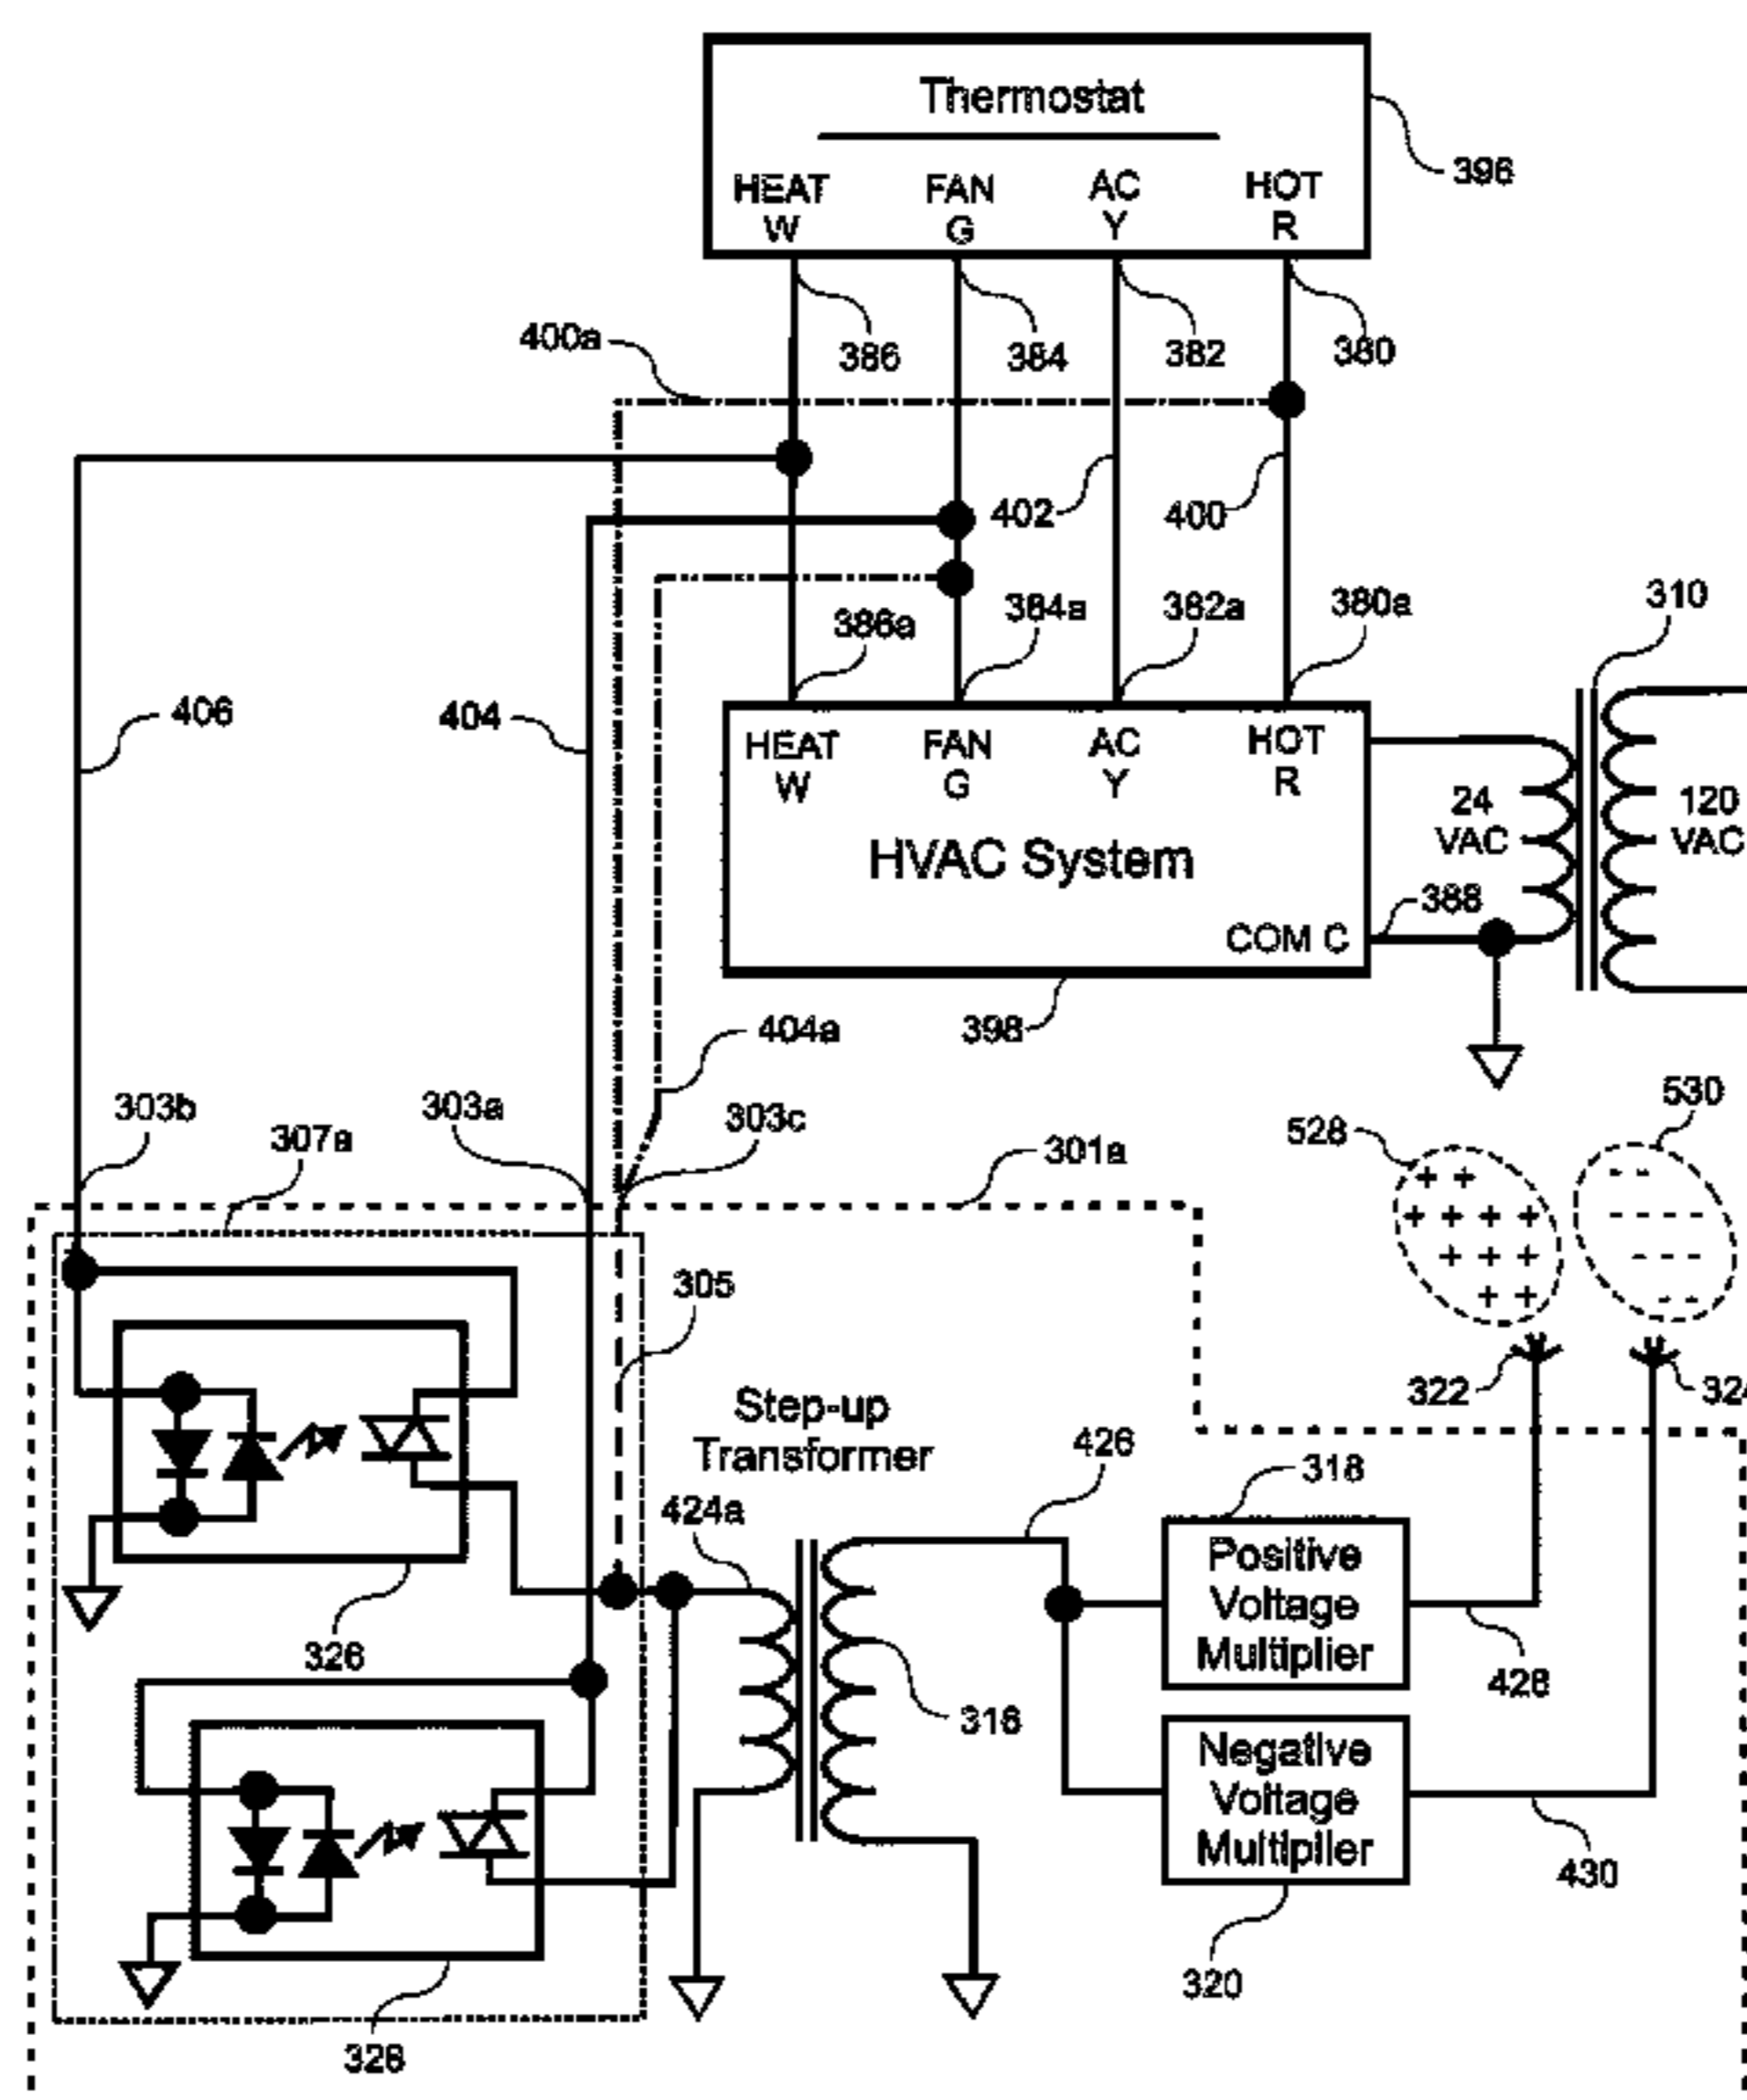 Thermostat
HEAT FAN AC HOT
W G Y R
396
400a 386 384 382 380
402 400
386a 384a 382a 380a 310
406 404
HEAT FAN AC HOT
W G Y R
24 VAC
120 VAC
HVAC System
388
COM C
398
404a
303b 303a 303c
307a 301a
528 530
+ +
+ + + +
+ + +
+ +
- -
- - - -
- - -
- -
305
322
Step-up
Transformer
424a 426 318
Positive
Voltage
Multiplier
428
326
316
Negative
Voltage
Multiplier
430
320
328